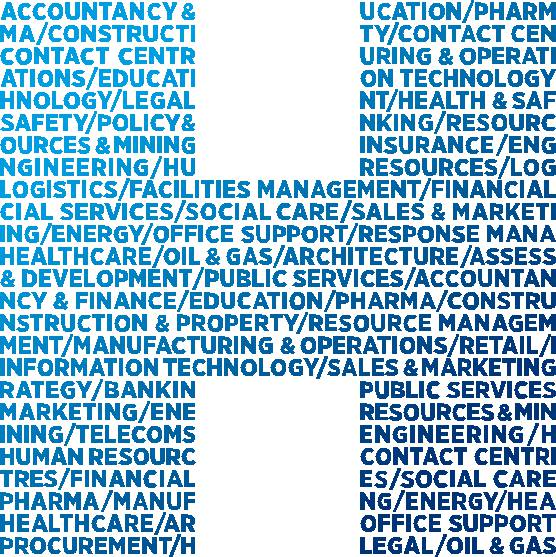 ACCOUNTANCY & UCATION/PHARM
MA/CONSTRUCTI TY/CONTACT CEN
CONTACT CENTR URING & OPERATI
ATIONS/EDUCATI ON TECHNOLOGY
HNOLOGY/LEGAL NT/HEALTH & SAF
SAFETY/POLICY& NKING/RESOURC
OURCES & MINING INSURANCE/ENG
NGINEERING/HU RESOURCES/LOG
LOGISTICS/FACILITIES MANAGEMENT/FINANCIAL
CIAL SERVICES/SOCIAL CARE/SALES & MARKETI
ING/ENERGY/OFFICE SUPPORT/RESPONSE MANA
HEALTHCARE/OIL & GAS/ARCHITECTURE/ASSESS
& DEVELOPMENT/PUBLIC SERVICES/ACCOUNTAN
NCY & FINANCE/EDUCATION/PHARMA/CONSTRU
NSTRUCTION & PROPERTY/RESOURCE MANAGEM
MENT/MANUFACTURING & OPERATIONS/RETAIL/I
INFORMATION TECHNOLOGY/SALES & MARKETING
RATEGY/BANKIN PUBLIC SERVICES
MARKETING/ENE RESOURCES&MIN
INING/TELECOMS ENGINEERING/H
HUMAN RESOURC CONTACT CENTRI
TRES/FINANCIAL ES/SOCIAL CARE
PHARMA/MANUF NG/ENERGY/HEA
HEALTHCARE/AR OFFICE SUPPORT
PROCUREMENT/H LEGAL/OIL & GAS